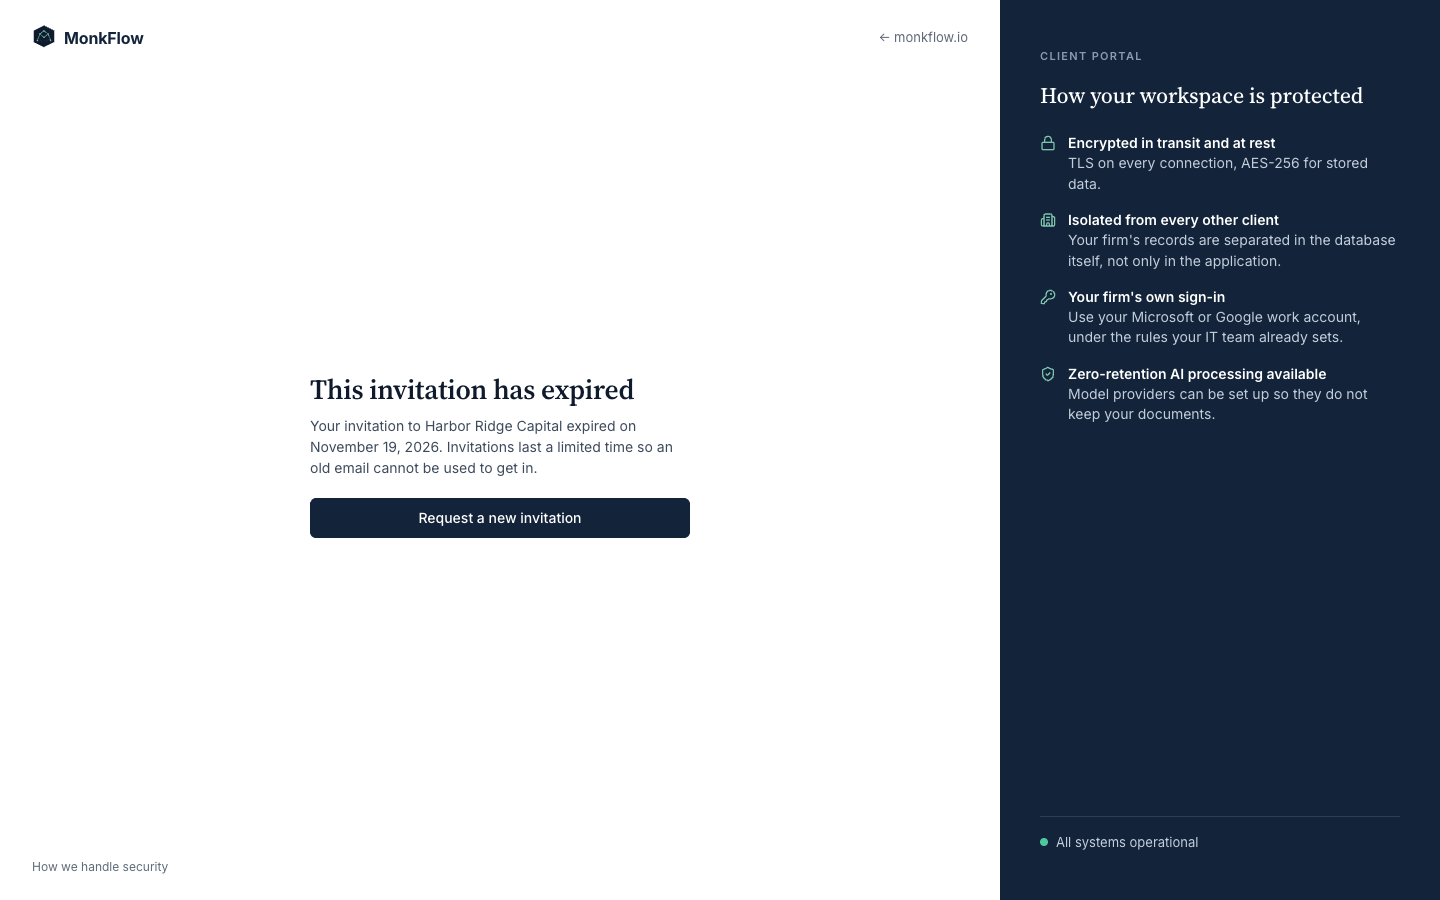 MonkFlow
← monkflow.io
This invitation has expired
Your invitation to Harbor Ridge Capital expired on
November 19, 2026. Invitations last a limited time so an
old email cannot be used to get in.
Request a new invitation
How we handle security
CLIENT PORTAL
How your workspace is protected
Encrypted in transit and at rest
TLS on every connection, AES-256 for stored
data.
Isolated from every other client
Your firm's records are separated in the database
itself, not only in the application.
Your firm's own sign-in
Use your Microsoft or Google work account,
under the rules your IT team already sets.
Zero-retention AI processing available
Model providers can be set up so they do not
keep your documents.
All systems operational